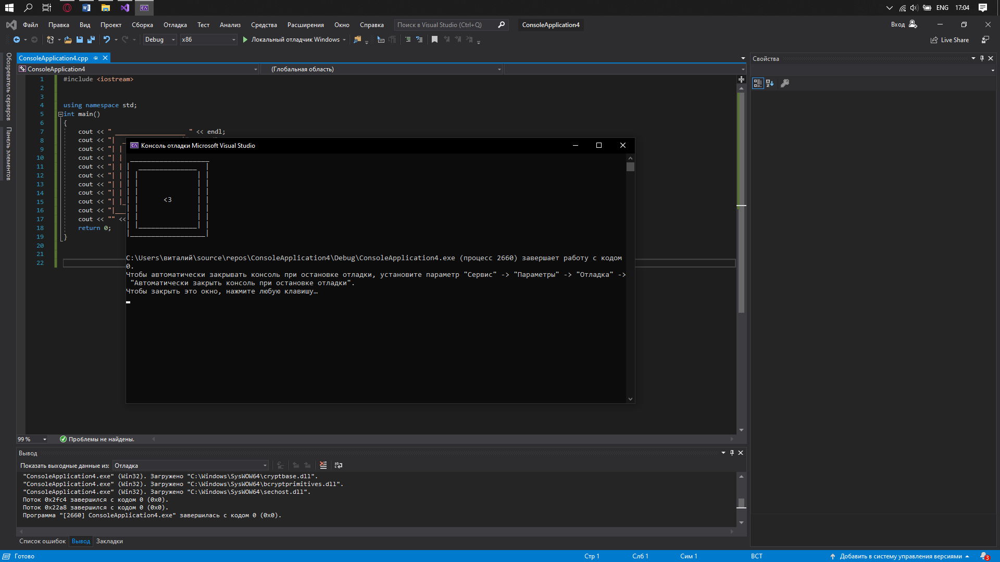 ENG 17:04
Файл Правка Вид Проект Сборка Отладка Тест Анализ Средства Расширения Окно Справка Поиск в Visual Studio (Ctrl+Q) ConsoleApplication4 Вход
Debug x86 Локальный отладчик Windows Live Share
Обозреватель серверов
Панель элементов
ConsoleApplication4.cpp
ConsoleApplication4 (Глобальная область)
1 #include <iostream>
2
3
4 using namespace std;
5 int main()
6 {
7 cout << " ___________________ " << endl;
8 cout << "| _
9 cout << "| |
10 cout << "| |
11 cout << "| |
12 cout << "| |
13 cout << "| |
14 cout << "| |
15 cout << "| |_
16 cout << "|___
17 cout << "" <<
18 return 0;
19 }
20
21
22
Консоль отладки Microsoft Visual Studio
 ___________________
|  ______________  |
| |              | |
| |              | |
| |              | |
| |      <3      | |
| |              | |
| |              | |
| |______________| |
|__________________|
C:\Users\виталий\source\repos\ConsoleApplication4\Debug\ConsoleApplication4.exe (процесс 2660) завершает работу с кодом
0.
Чтобы автоматически закрывать консоль при остановке отладки, установите параметр "Сервис" -> "Параметры" -> "Отладка" ->
"Автоматически закрыть консоль при остановке отладки".
Чтобы закрыть это окно, нажмите любую клавишу…
Свойства
99 % Проблемы не найдены.
Вывод
Показать выходные данные из: Отладка
"ConsoleApplication4.exe" (Win32). Загружено "C:\Windows\SysWOW64\cryptbase.dll".
"ConsoleApplication4.exe" (Win32). Загружено "C:\Windows\SysWOW64\bcryptprimitives.dll".
"ConsoleApplication4.exe" (Win32). Загружено "C:\Windows\SysWOW64\sechost.dll".
Поток 0x2fc4 завершился с кодом 0 (0x0).
Поток 0x22a8 завершился с кодом 0 (0x0).
Программа "[2660] ConsoleApplication4.exe" завершилась с кодом 0 (0x0).
Список ошибок Вывод Закладки
Готово Стр 1 Слб 1 Сим 1 ВСТ Добавить в систему управления версиями 3